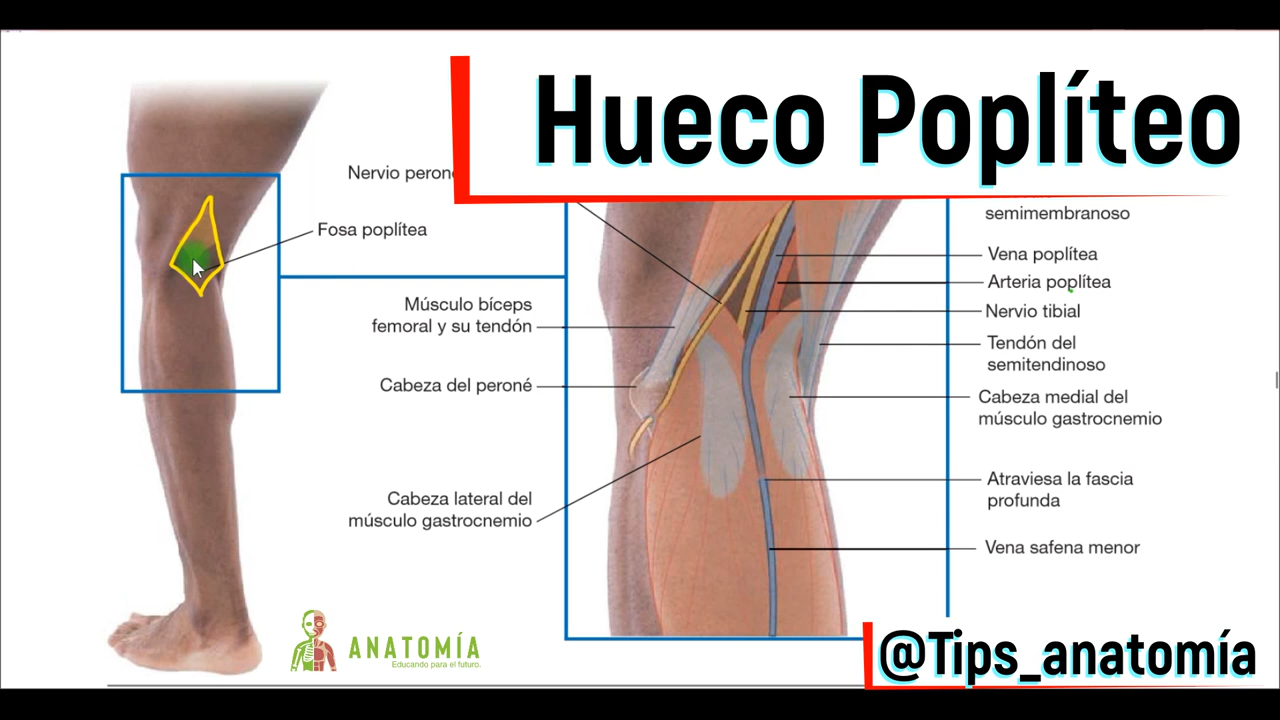 Hueco Poplíteo
Nervio perone
Fosa poplítea
Músculo bíceps
femoral y su tendón
Cabeza del peroné
Cabeza lateral del
músculo gastrocnemio
semimembranoso
Vena poplítea
Arteria poplítea
Nervio tibial
Tendón del
semitendinoso
Cabeza medial del
músculo gastrocnemio
Atraviesa la fascia
profunda
Vena safena menor
ANATOMÍA
Educando para el futuro.
@Tips_anatomía